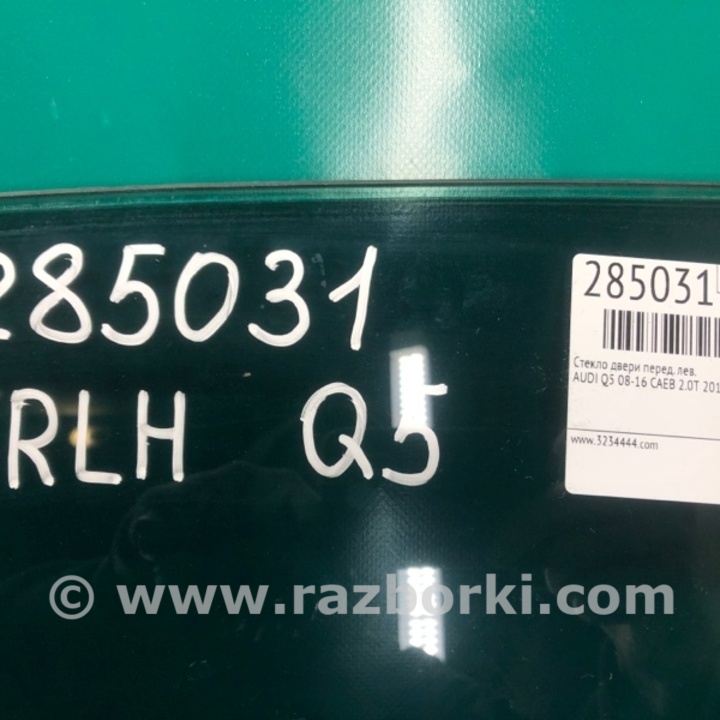 285031
RLH Q5
285031
Стекло двери перед. лев.
AUDI Q5 08-16 CAEB 2.0T 201
www.3234444.com
© www.razborki.com